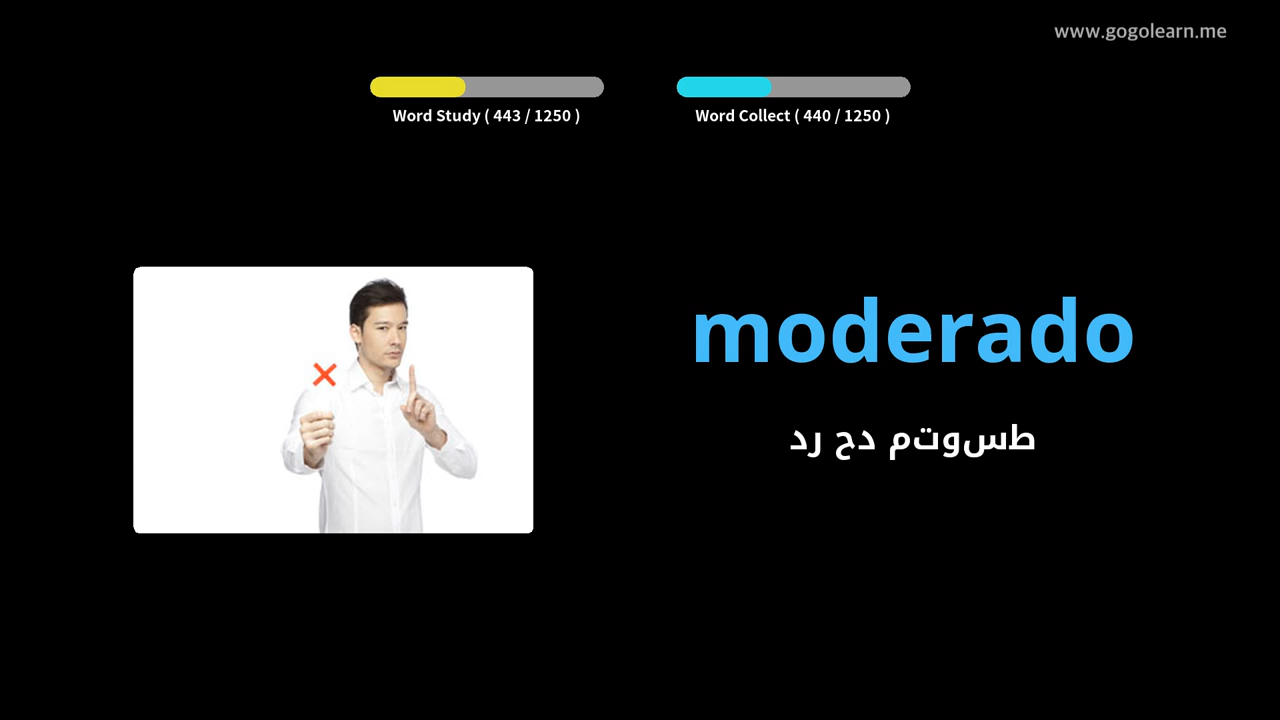 www.gogolearn.me
Word Study ( 443 / 1250 )
Word Collect ( 440 / 1250 )
moderado
طسوتم دح رد